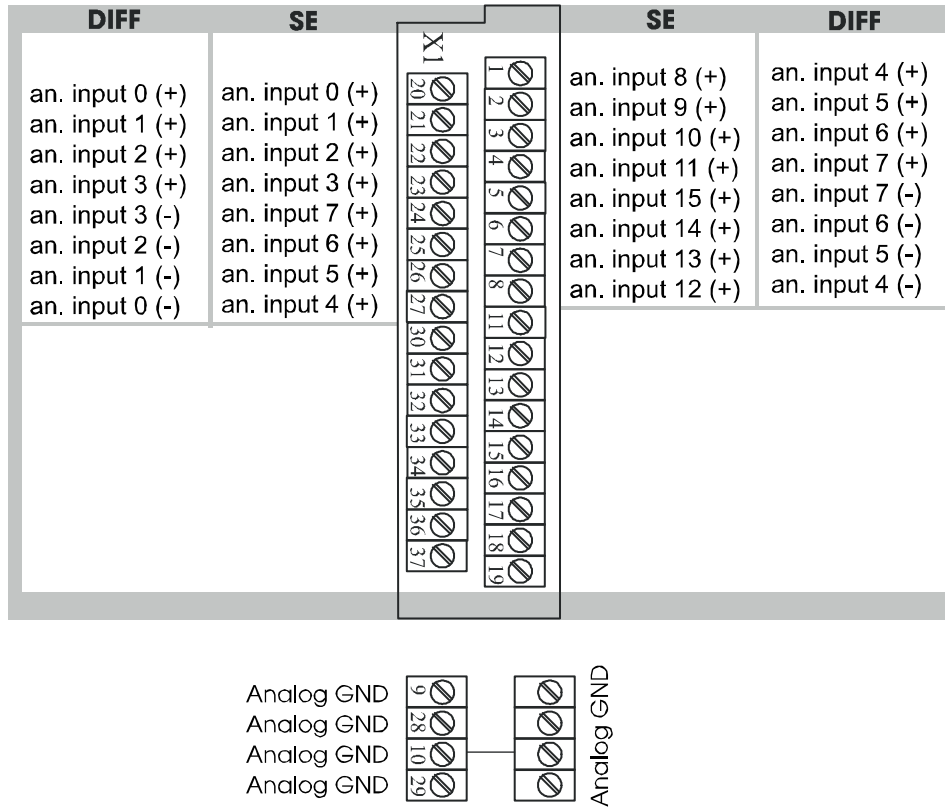 DIFF SE SE DIFF
X1
an. input 0 (+) an. input 0 (+) 20 1 an. input 8 (+) an. input 4 (+)
an. input 1 (+) an. input 1 (+) 21 2 an. input 9 (+) an. input 5 (+)
an. input 2 (+) an. input 2 (+) 22 3 an. input 10 (+) an. input 6 (+)
an. input 3 (+) an. input 3 (+) 23 4 an. input 11 (+) an. input 7 (+)
an. input 3 (-) an. input 7 (+) 24 5 an. input 15 (+) an. input 7 (-)
an. input 2 (-) an. input 6 (+) 25 6 an. input 14 (+) an. input 6 (-)
an. input 1 (-) an. input 5 (+) 26 7 an. input 13 (+) an. input 5 (-)
an. input 0 (-) an. input 4 (+) 27 8 an. input 12 (+) an. input 4 (-)
30 11
31 12
32 13
33 14
34 15
35 16
36 17
37 18
19
Analog GND 9
Analog GND 28
Analog GND 10
Analog GND 29
Analog GND